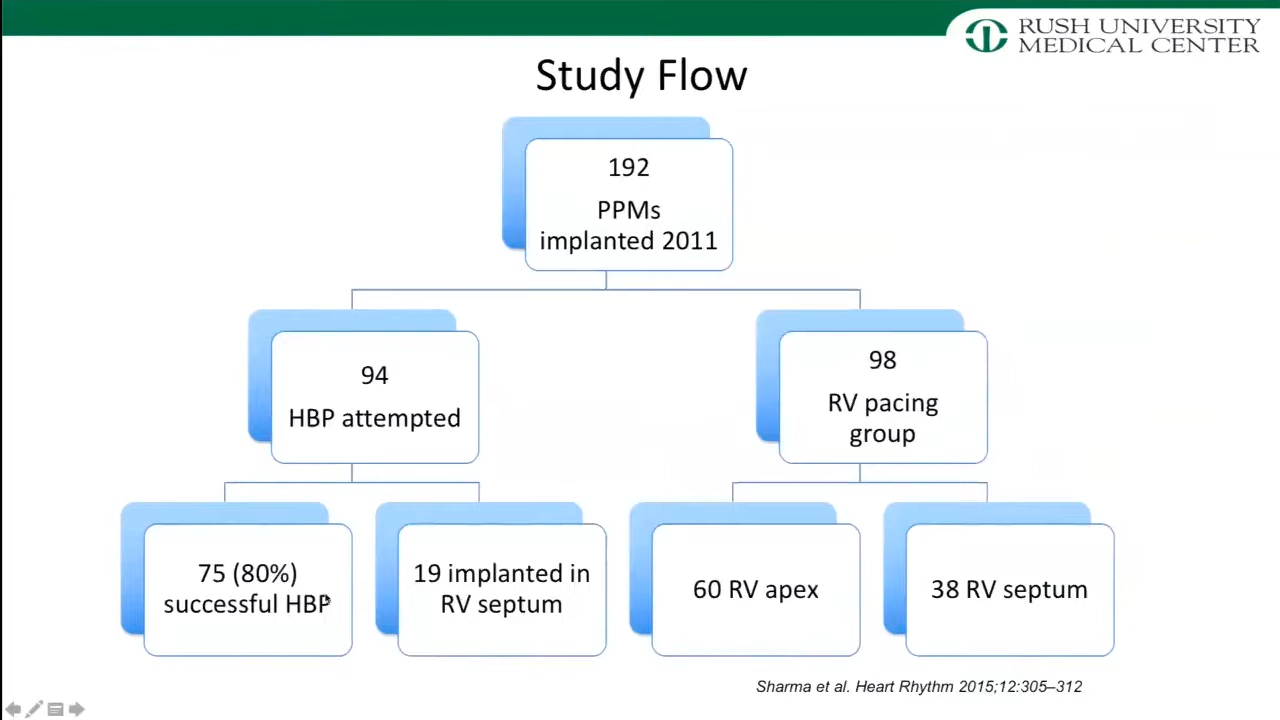 RUSH UNIVERSITY
MEDICAL CENTER
Study Flow
192
PPMs
implanted 2011
94
HBP attempted
98
RV pacing
group
75 (80%)
successful HBP
19 implanted in
RV septum
60 RV apex
38 RV septum
Sharma et al. Heart Rhythm 2015;12:305–312